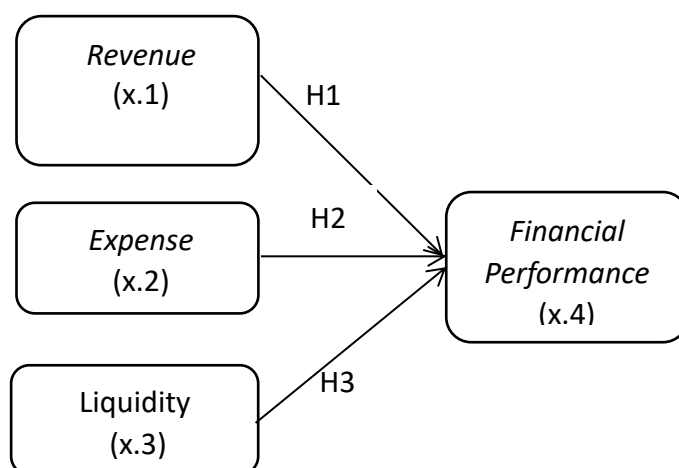 Revenue
(x.1)
H1
Expense
(x.2)
H2
Financial
Performance
(x.4)
Liquidity
(x.3)
H3